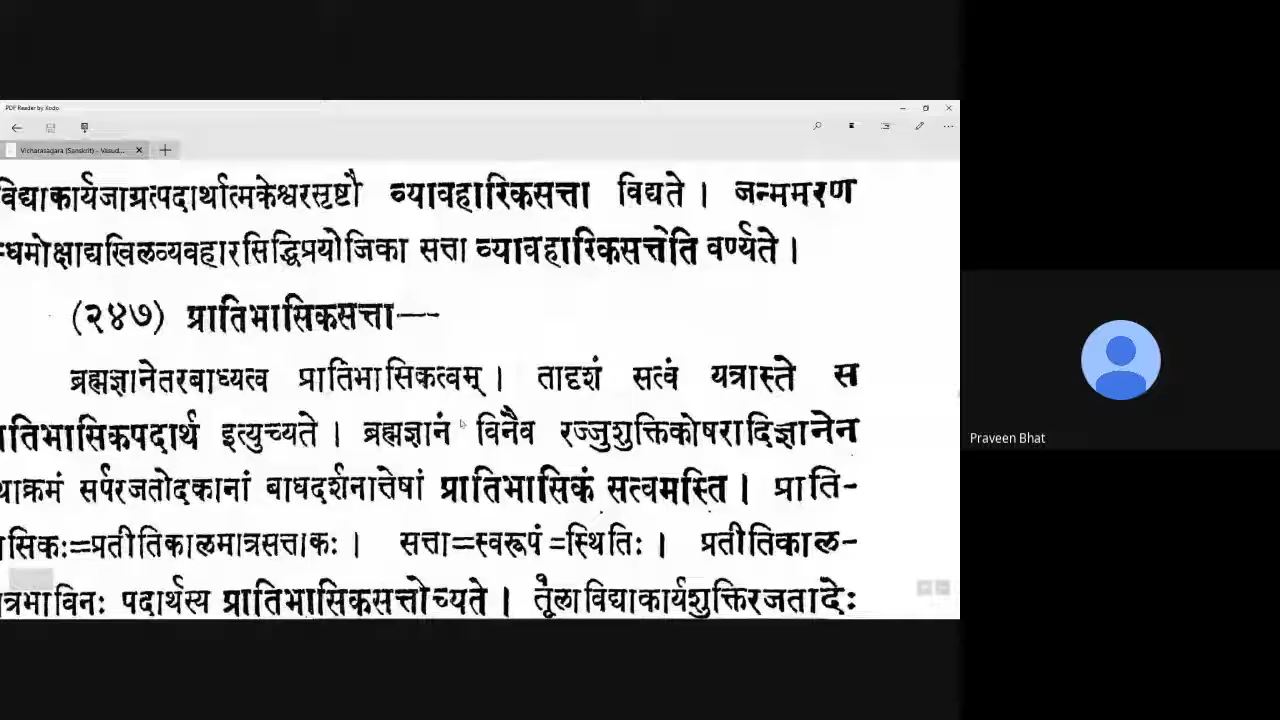 PDF Reader by Xodo
Vicharasagara (Sanskrit) - Vasud...
विद्याकार्यजाग्रत्पदार्थात्मकेश्वरसृष्टौ व्यावहारिकसत्ता विद्यते । जन्ममरण
न्धमोक्षाद्यखिलव्यवहारसिद्धिप्रयोजिका सत्ता व्यावहारिकसत्तेति वर्ण्यते ।
(२४७) प्रातिभासिकसत्ता—
ब्रह्मज्ञानेतरबाध्यत्व प्रातिभासिकत्वम् । तादृशं सत्वं यत्रास्ते स
ातिभासिकपदार्थ इत्युच्यते । ब्रह्मज्ञानं विनैव रज्जुशुक्तिकोषरादिज्ञानेन
थाक्रमं सर्परजतोदकानां बाधदर्शनात्तेषां प्रातिभासिकं सत्वमस्ति । प्राति-
सिकः=प्रतीतिकालमात्रसत्ताकः । सत्ता=स्वरूपं=स्थितिः । प्रतीतिकाल-
त्रभाविनः पदार्थस्य प्रातिभासिकसत्तोच्यते । तूलाविद्याकार्यशुक्तिरजतादेः
Praveen Bhat